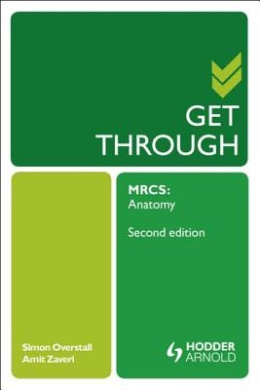 GET
THROUGH
MRCS:
Anatomy
Second edition
Simon Overstall
Amit Zaveri
HODDER
ARNOLD